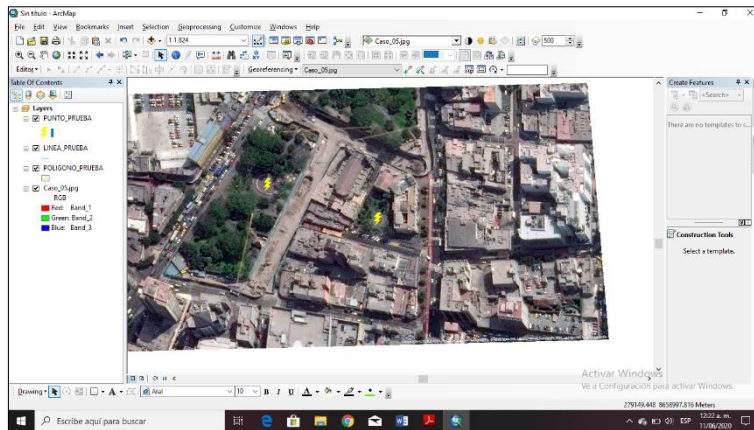 Sin título - ArcMap
File Edit View Bookmarks Insert Selection Geoprocessing Customize Windows Help
1:1.824
Caso_05.jpg
500
Editor
Georeferencing
Caso_05.jpg
Table Of Contents
Layers
PUNTO_PRUEBA
LINEA_PRUEBA
POLIGONO_PRUEBA
Caso_05.jpg
RGB
Red: Band_1
Green: Band_2
Blue: Band_3
Create Features
<Search>
There are no templates to s...
Construction Tools
Select a template.
Activar Windows
Ve a Configuración para activar Windows.
Drawing
Arial
10
B I U A
279149.448 8658997.816 Meters
Escribe aquí para buscar
ESP
12:22 a. m.
11/06/2020